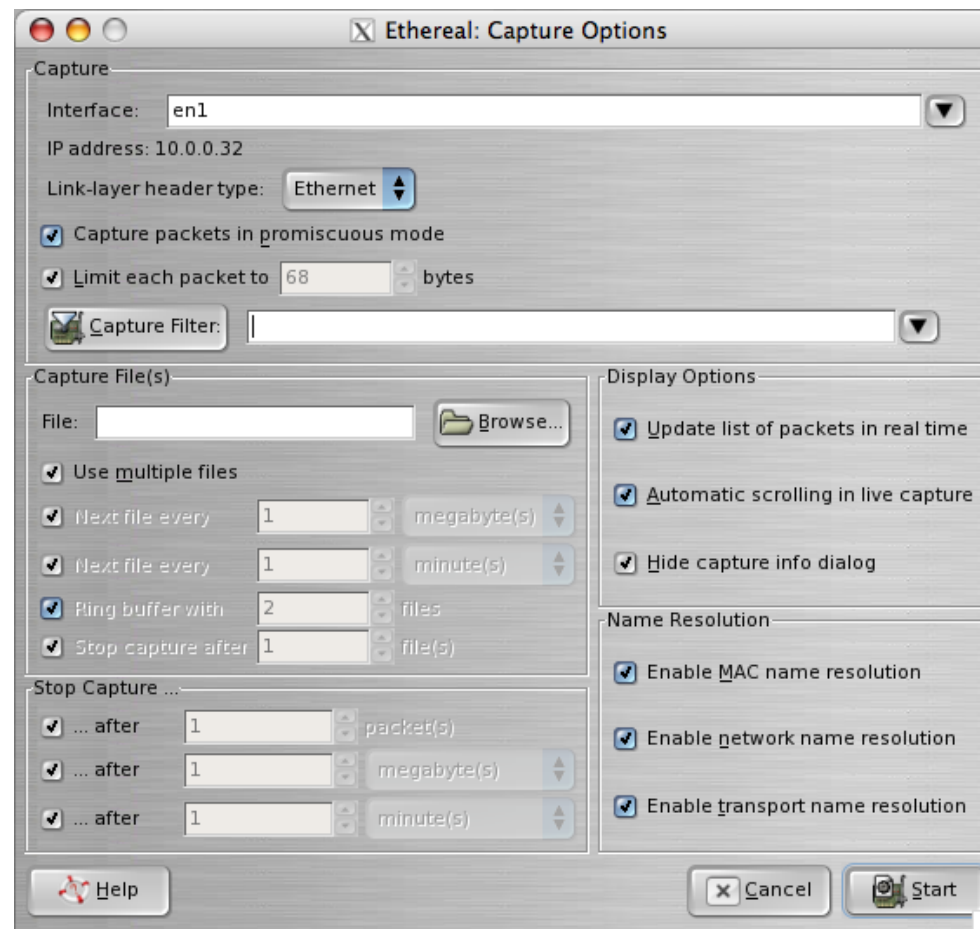 Ethereal: Capture Options
Capture
Interface: en1
IP address: 10.0.0.32
Link-layer header type: Ethernet
Capture packets in promiscuous mode
Limit each packet to 68 bytes
Capture Filter:
Capture File(s)
File: Browse...
Use multiple files
Next file every 1 megabyte(s)
Next file every 1 minute(s)
Ring buffer with 2 files
Stop capture after 1 file(s)
Stop Capture ...
... after 1 packet(s)
... after 1 megabyte(s)
... after 1 minute(s)
Display Options
Update list of packets in real time
Automatic scrolling in live capture
Hide capture info dialog
Name Resolution
Enable MAC name resolution
Enable network name resolution
Enable transport name resolution
Help
Cancel
Start